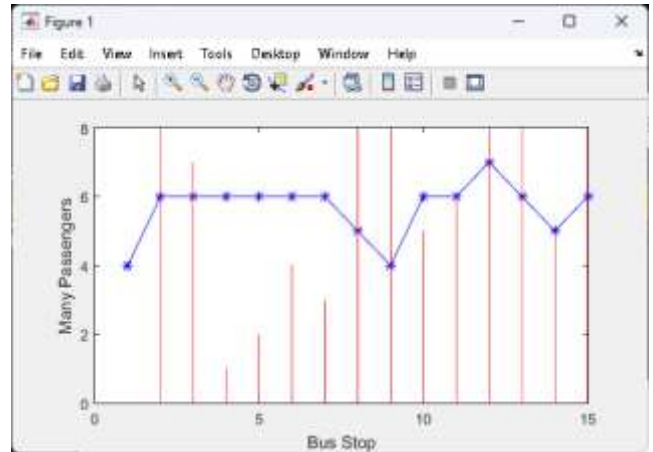 Figure 1
File Edit View Insert Tools Desktop Window Help
8
6
4
2
0
Many Passengers
0 5 10 15
Bus Stop